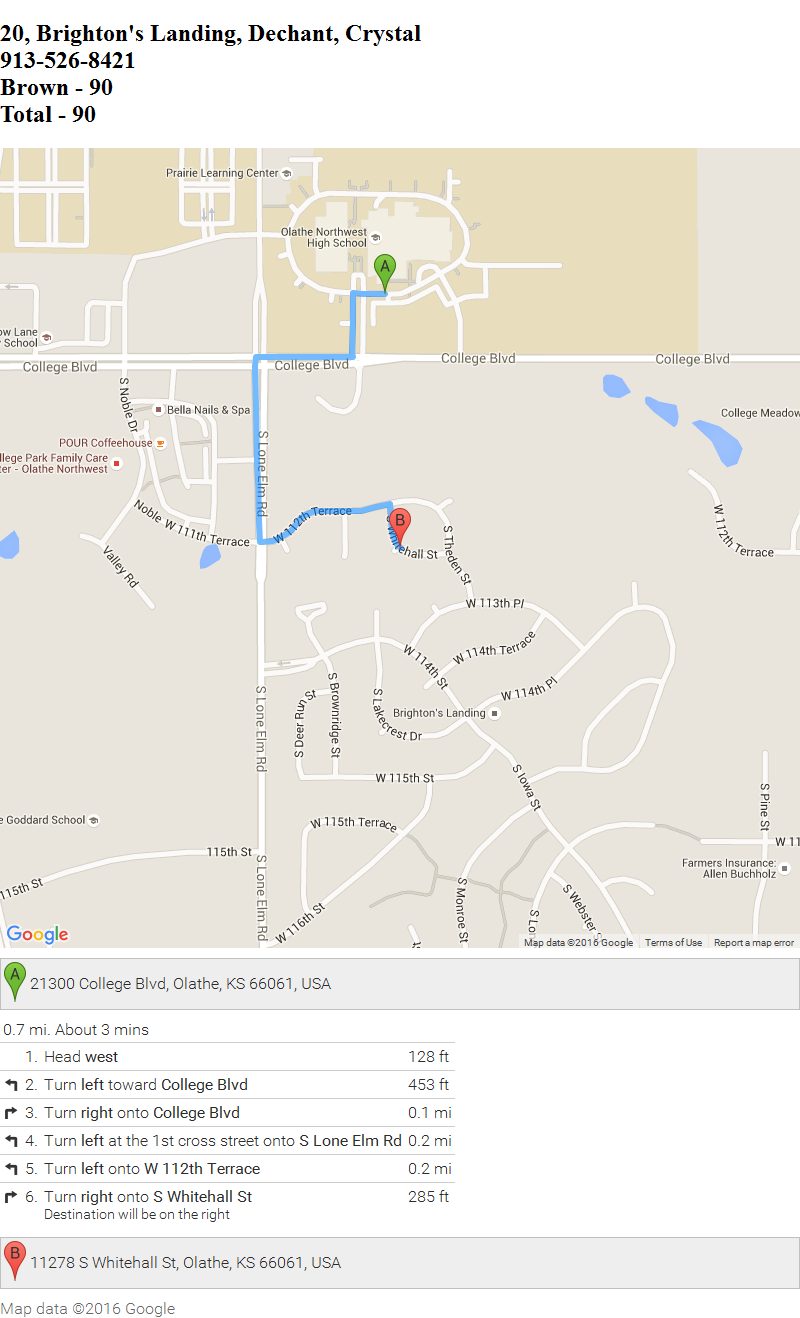 20, Brighton's Landing, Dechant, Crystal
913-526-8421
Brown - 90
Total - 90
Prairie Learning Center
Olathe Northwest
High School
A
ow Lane
School
College Blvd
College Blvd
College Blvd
College Blvd
S Noble Dr
Bella Nails & Spa
College Meadow
POUR Coffeehouse
llege Park Family Care
ter - Olathe Northwest
S Lone Elm Rd
Noble
W 111th Terrace
W 112th Terrace
B
S Whitehall St
S Theden St
W 112th Terrace
Valley Rd
W 113th Pl
W 114th Terrace
W 114th St
W 114th Pl
S Brownridge St
S Deer Run St
S Lakecrest Dr
Brighton's Landing
S Lone Elm Rd
W 115th St
S Iowa St
S Pine St
e Goddard School
W 115th Terrace
W 11
115th St
115th St
Farmers Insurance:
Allen Buchholz
S Lone Elm Rd
S Monroe St
S Webster S
S Lo
W 116th St
Google
Map data ©2016 Google
Terms of Use
Report a map error
A 21300 College Blvd, Olathe, KS 66061, USA
0.7 mi. About 3 mins
1. Head west 128 ft
2. Turn left toward College Blvd 453 ft
3. Turn right onto College Blvd 0.1 mi
4. Turn left at the 1st cross street onto S Lone Elm Rd 0.2 mi
5. Turn left onto W 112th Terrace 0.2 mi
6. Turn right onto S Whitehall St 285 ft
Destination will be on the right
B 11278 S Whitehall St, Olathe, KS 66061, USA
Map data ©2016 Google